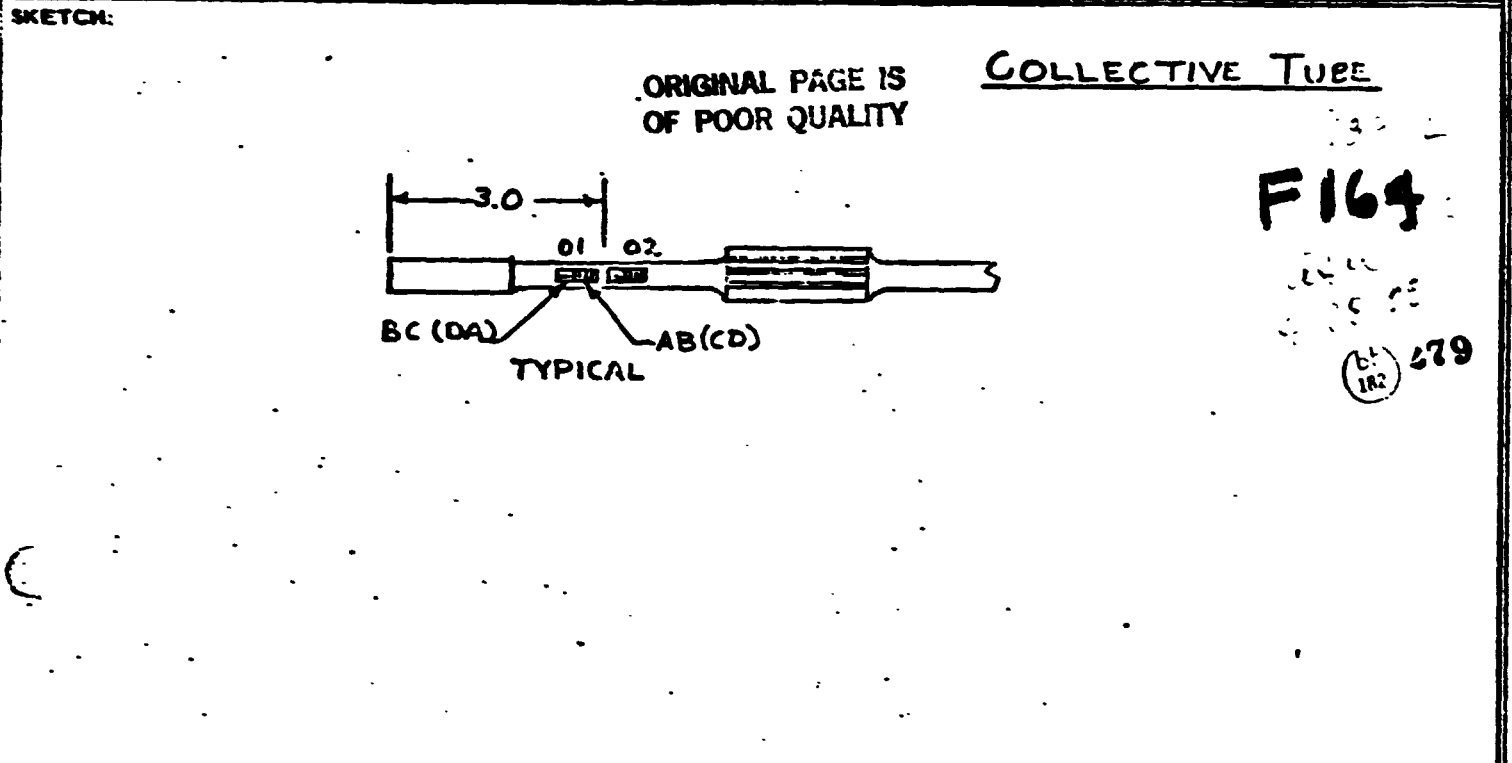 SKETCH:
COLLECTIVE TUBE
ORIGINAL PAGE IS
OF POOR QUALITY
F164
3.0
01 02
BC (DA)
AB (CD)
TYPICAL
182